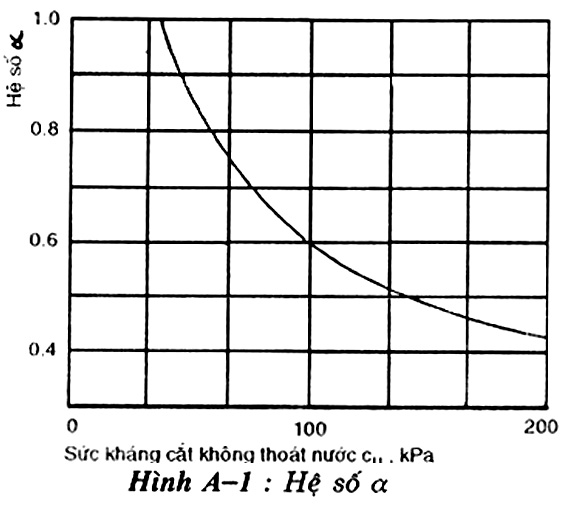 1.0
Hệ số α
0.8
0.6
0.4
0 100 200
Sức kháng cắt không thoát nước cᵤ, kPa
Hình A–1 : Hệ số α